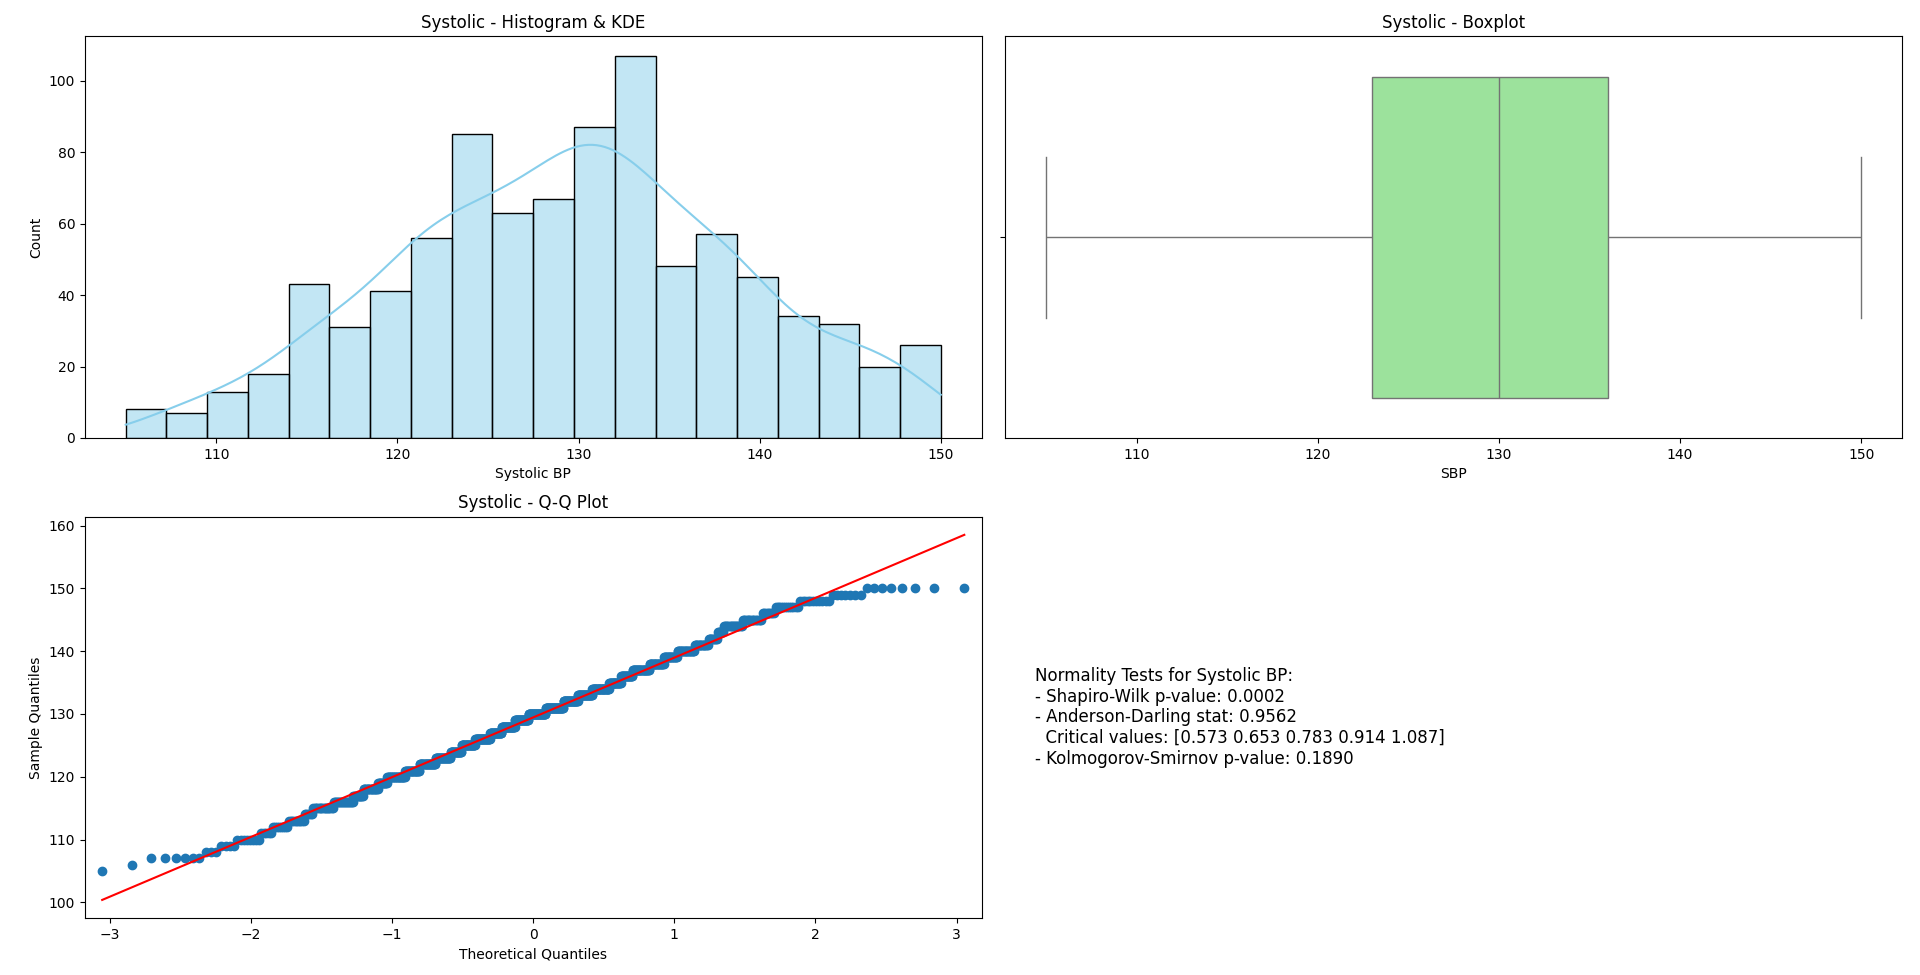 Systolic - Histogram & KDE
100
80
60
40
20
0
Count
110 120 130 140 150
Systolic BP
Systolic - Boxplot
110 120 130 140 150
SBP
Systolic - Q-Q Plot
160
150
140
130
120
110
100
Sample Quantiles
−3 −2 −1 0 1 2 3
Theoretical Quantiles
Normality Tests for Systolic BP:
- Shapiro-Wilk p-value: 0.0002
- Anderson-Darling stat: 0.9562
Critical values: [0.573 0.653 0.783 0.914 1.087]
- Kolmogorov-Smirnov p-value: 0.1890